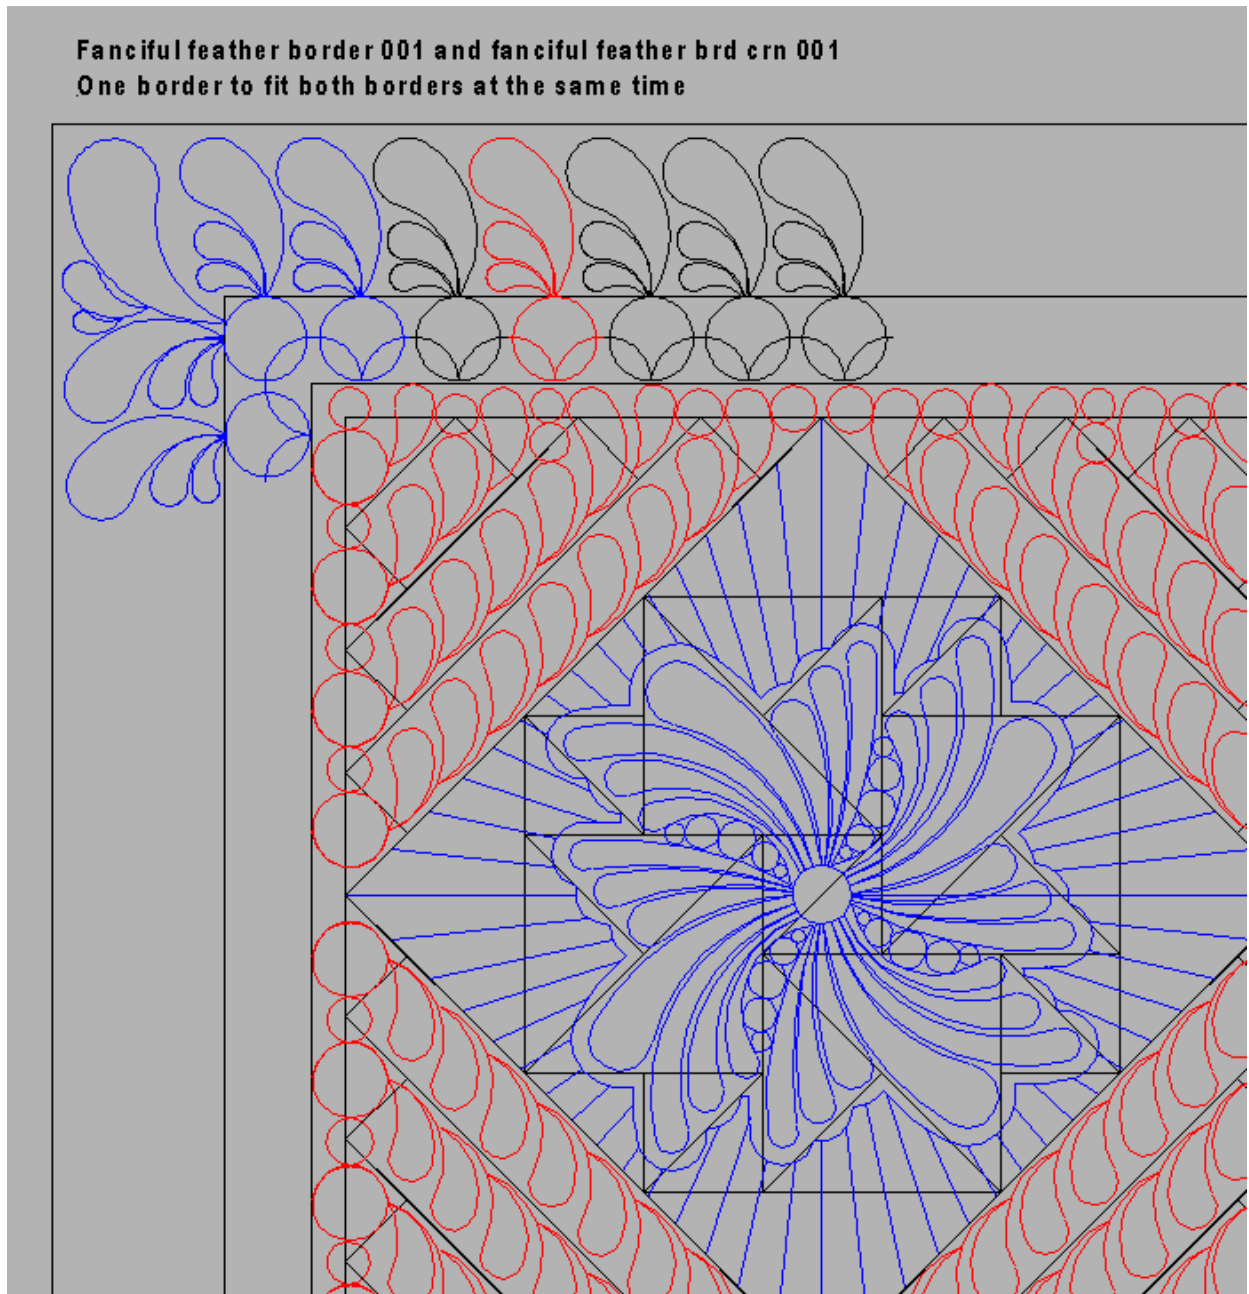 Fanciful feather border 001 and fanciful feather brd crn 001
One border to fit both borders at the same time